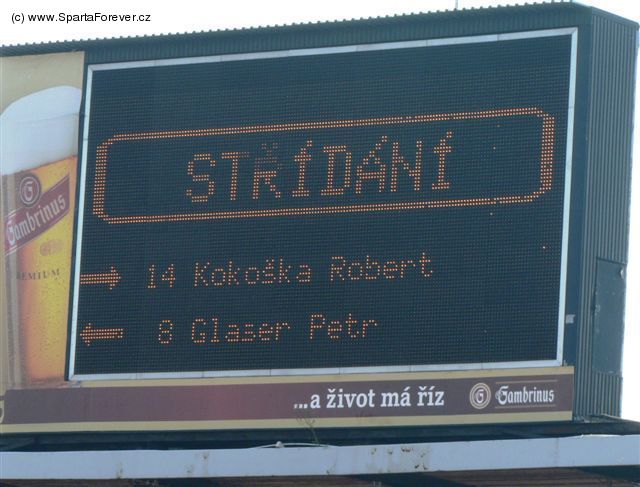 (c) www.SpartaForever.cz
STŘÍDÁNÍ
→ 14 Kokoška Robert
← 8 Glaser Petr
G
Gambrinus
PREMIUM
...a život má říz
G Gambrinus